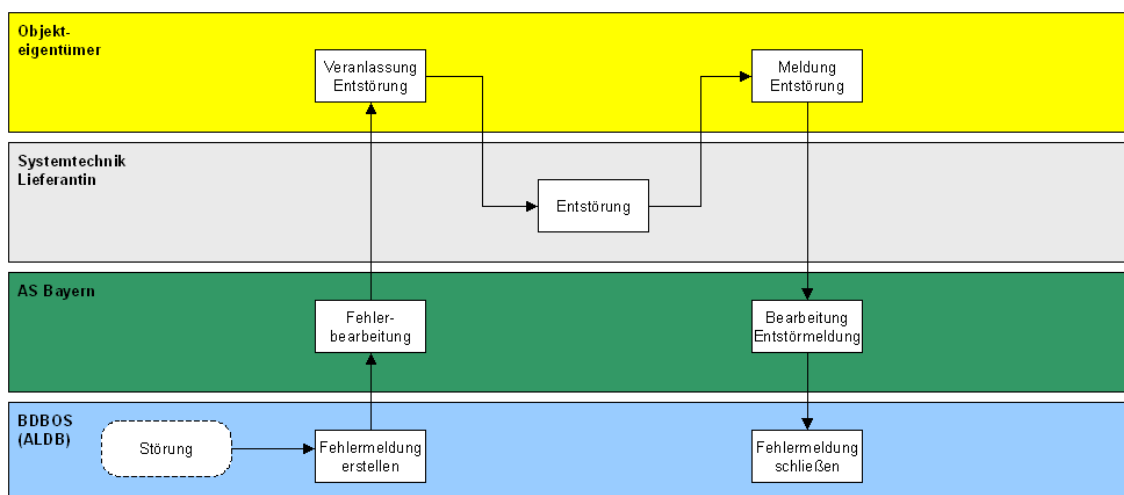 Objekt-
eigentümer
Veranlassung
Entstörung
Meldung
Entstörung
Systemtechnik
Lieferantin
Entstörung
AS Bayern
Fehler-
bearbeitung
Bearbeitung
Entstörmeldung
BDBOS
(ALDB)
Störung
Fehlermeldung
erstellen
Fehlermeldung
schließen